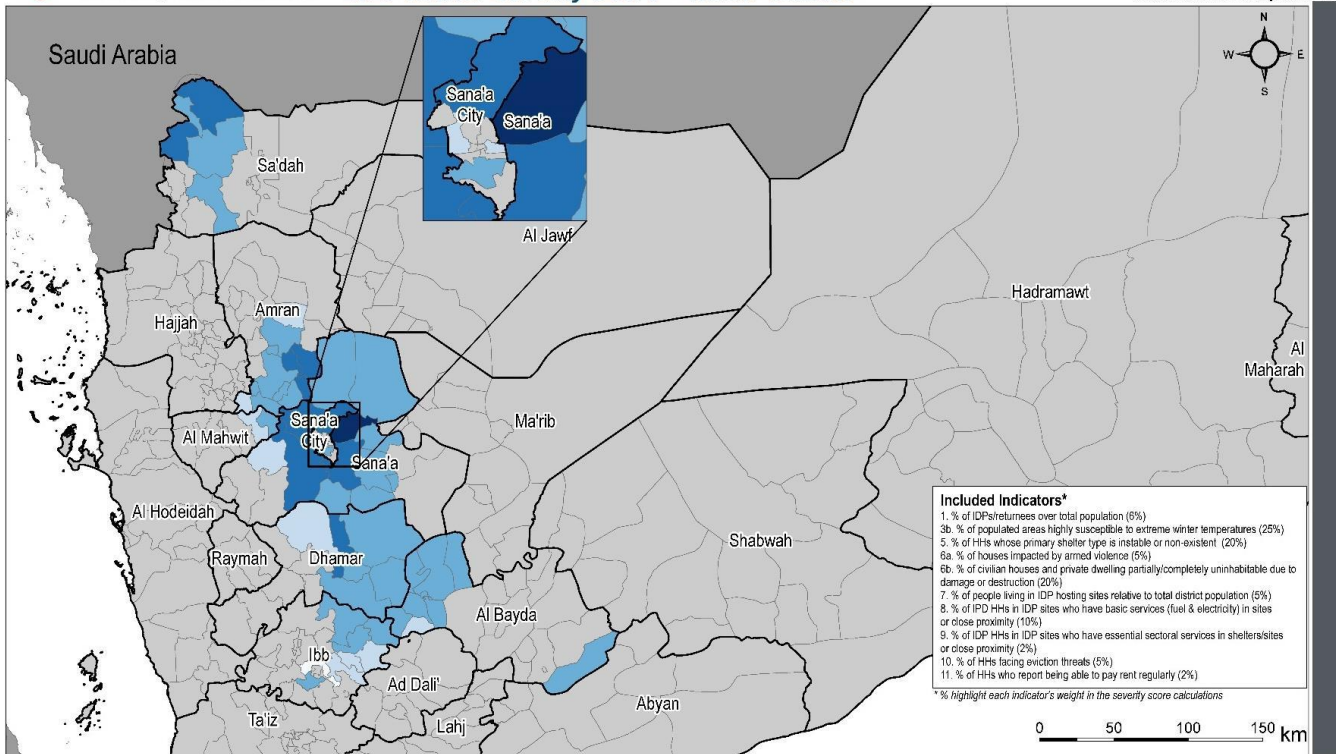 N
W E
S
Saudi Arabia
Sana'a
City
Sana'a
Sa'dah
Al Jawf
Hadramawt
Amran
Hajjah
Al
Maharah
Sana'a
City
Ma'rib
Al Mahwit
Sana'a
Al Hodeidah
Shabwah
Raymah
Dhamar
Al Bayda
Ibb
Ad Dali'
Abyan
Ta'iz
Lahj
Included Indicators*
1. % of IDPs/returnees over total population (6%)
3b. % of populated areas highly susceptible to extreme winter temperatures (25%)
5. % of HHs whose primary shelter type is instable or non-existent (20%)
6a. % of houses impacted by armed violence (5%)
6b. % of civilian houses and private dwelling partially/completely uninhabitable due to
damage or destruction (20%)
7. % of people living in IDP hosting sites relative to total district population (5%)
8. % of IPD HHs in IDP sites who have basic services (fuel & electricity) in sites
or close proximity (10%)
9. % of IDP HHs in IDP sites who have essential sectoral services in shelters/sites
or close proximity (2%)
10. % of HHs facing eviction threats (5%)
11. % of HHs who report being able to pay rent regularly (2%)
* % highlight each indicator's weight in the severity score calculations
0 50 100 150 km